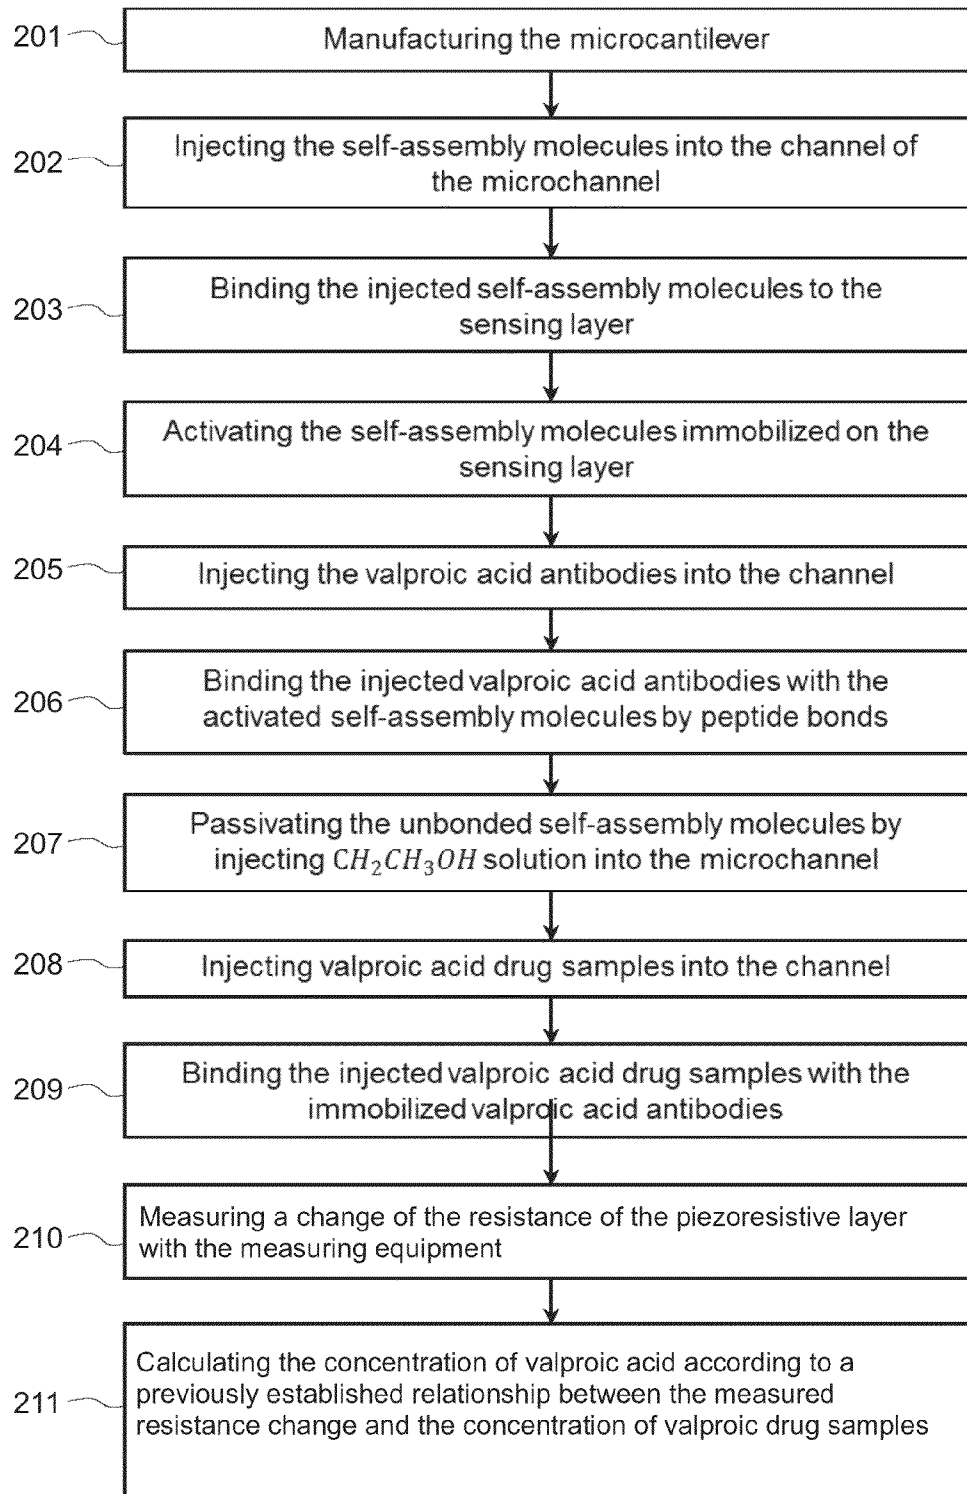 201
Manufacturing the microcantilever
202
Injecting the self-assembly molecules into the channel of
the microchannel
203
Binding the injected self-assembly molecules to the
sensing layer
204
Activating the self-assembly molecules immobilized on the
sensing layer
205
Injecting the valproic acid antibodies into the channel
206
Binding the injected valproic acid antibodies with the
activated self-assembly molecules by peptide bonds
207
Passivating the unbonded self-assembly molecules by
injecting CH₂CH₃OH solution into the microchannel
208
Injecting valproic acid drug samples into the channel
209
Binding the injected valproic acid drug samples with the
immobilized valproic acid antibodies
210
Measuring a change of the resistance of the piezoresistive layer
with the measuring equipment
211
Calculating the concentration of valproic acid according to a
previously established relationship between the measured
resistance change and the concentration of valproic drug samples